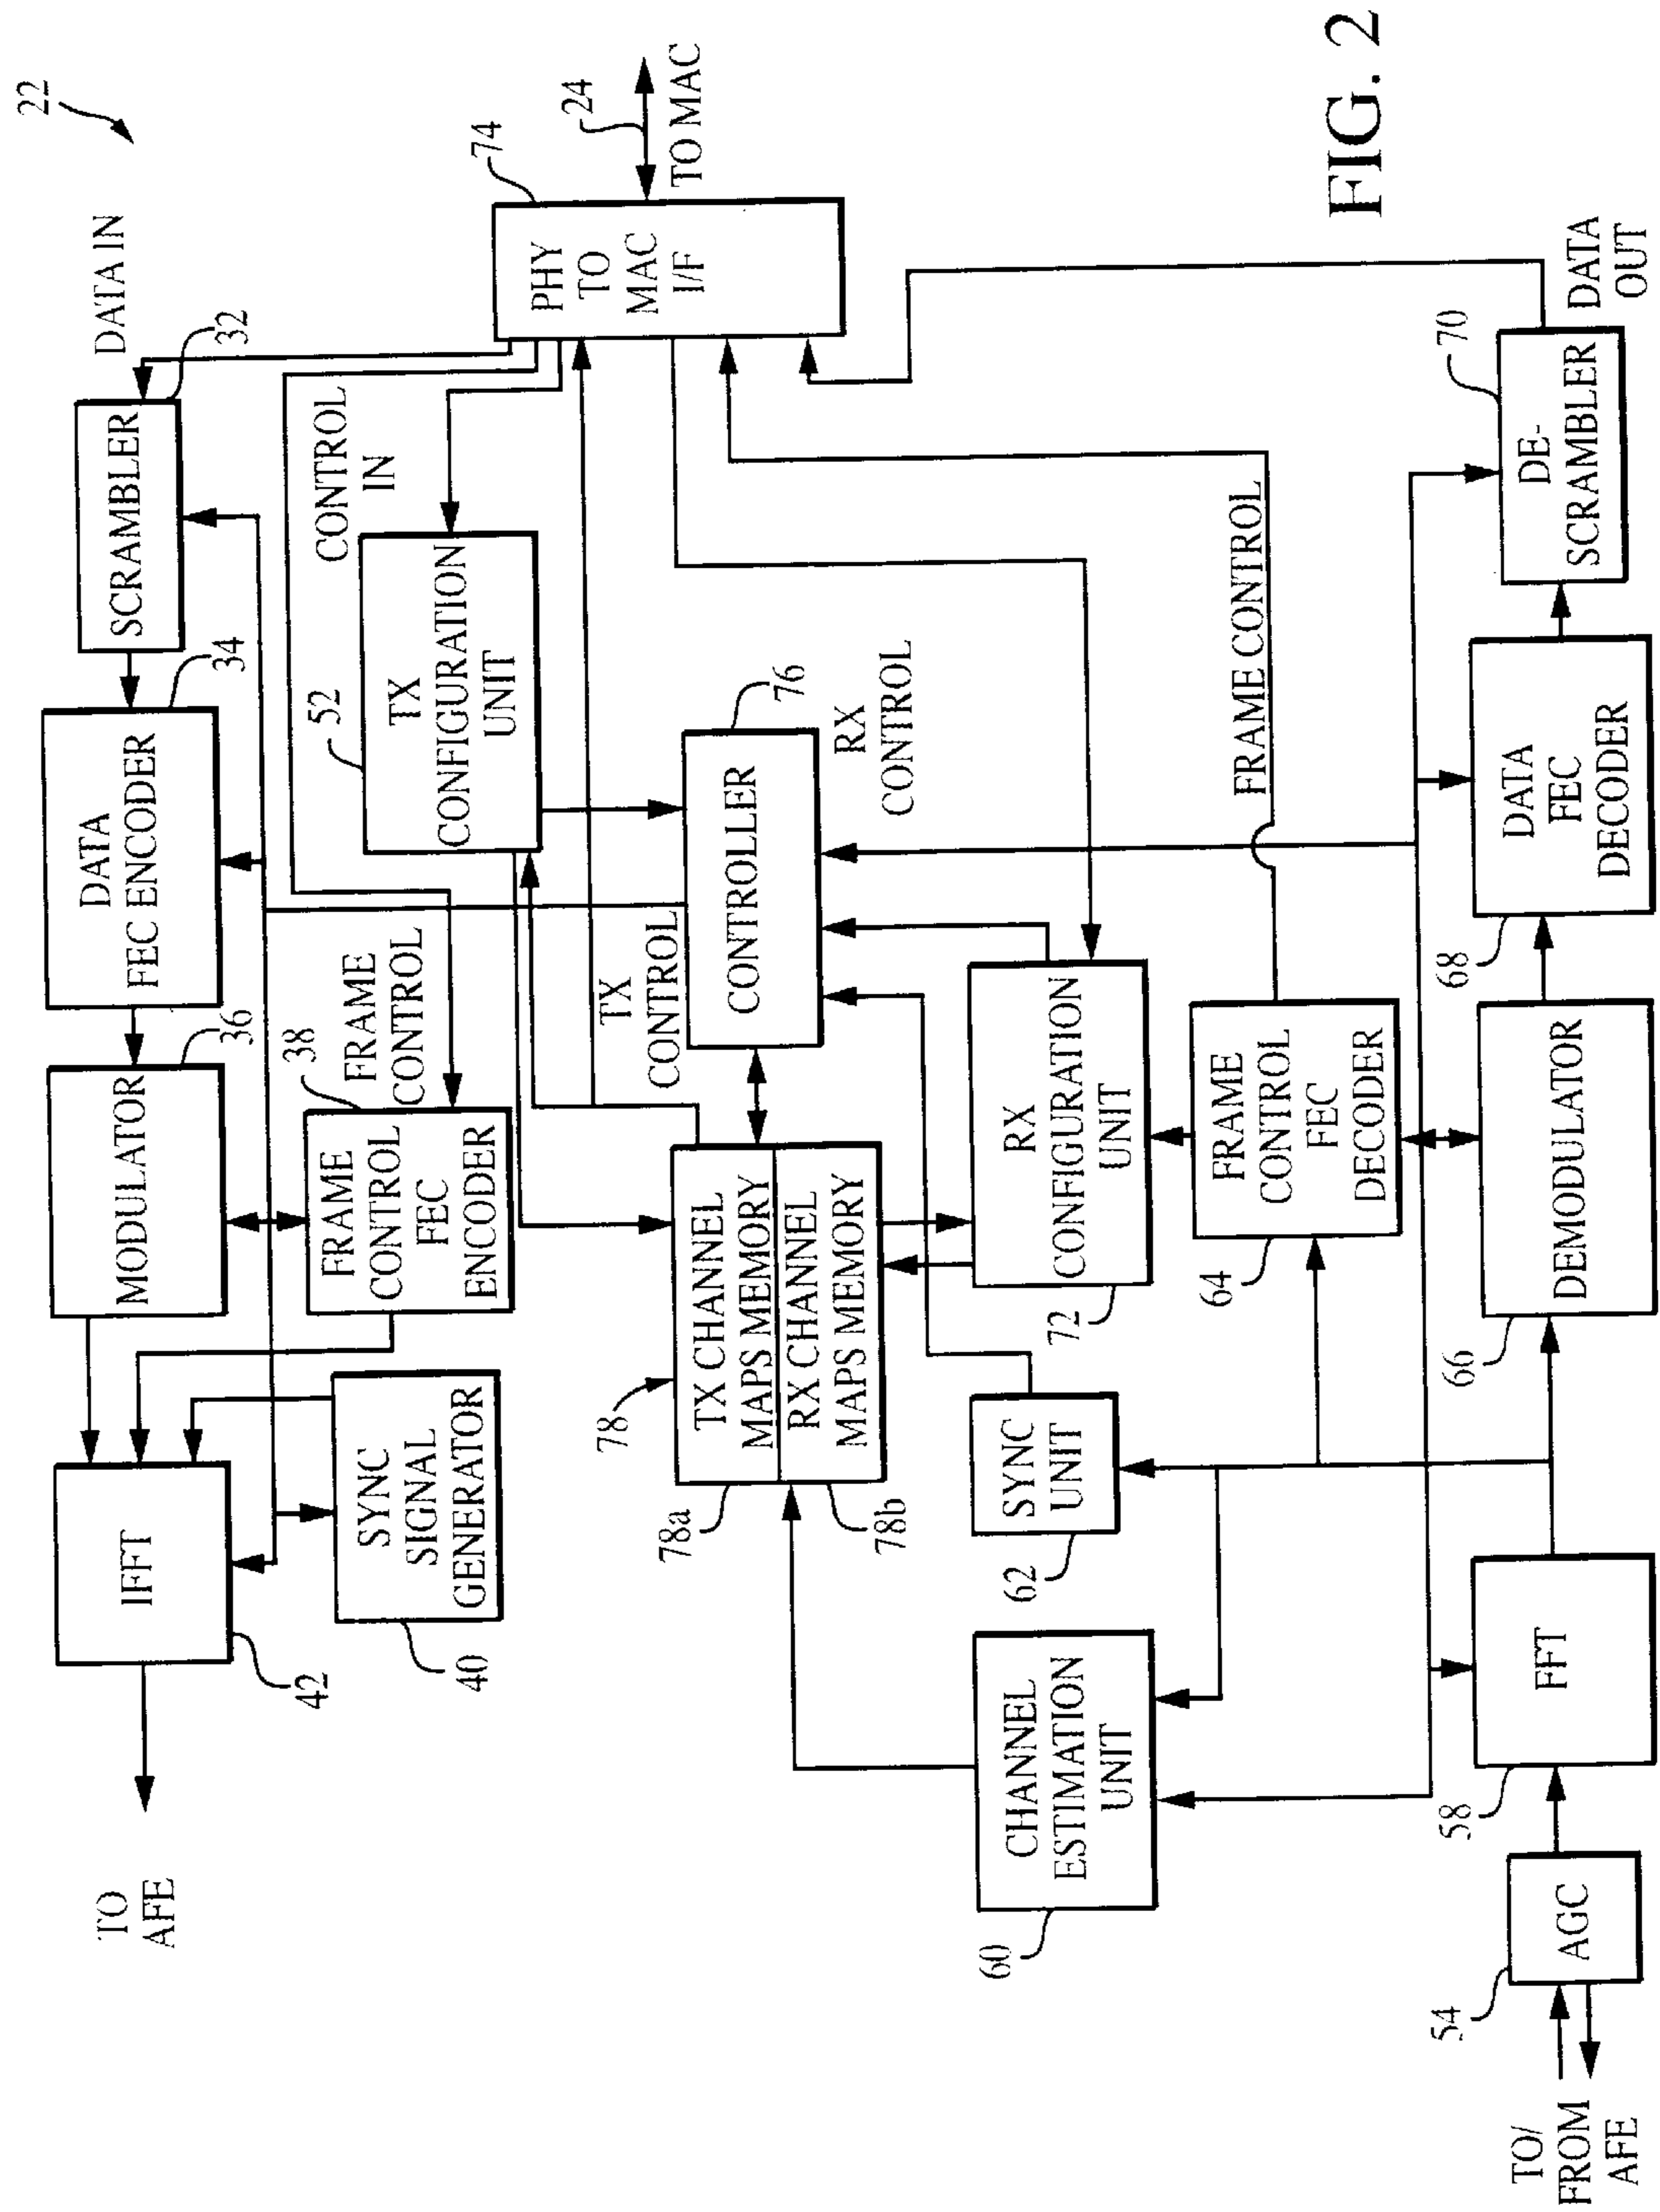 22
TO
AFE
IFFT
42
MODULATOR
36
DATA
FEC ENCODER
34
SCRAMBLER
32
DATA IN
SYNC
SIGNAL
GENERATOR
40
FRAME
CONTROL
FEC
ENCODER
38
FRAME
CONTROL
TX
CONFIGURATION
UNIT
52
CONTROL
IN
PHY
TO
MAC
I/F
74
24
TO MAC
TX
CONTROL
78
TX CHANNEL
MAPS MEMORY
RX CHANNEL
MAPS MEMORY
78a
78b
CONTROLLER
76
RX
CONTROL
CHANNEL
ESTIMATION
UNIT
60
SYNC
UNIT
62
RX
CONFIGURATION
UNIT
72
FRAME
CONTROL
FEC
DECODER
64
FRAME CONTROL
TO/
FROM
AFE
AGC
54
FFT
58
DEMODULATOR
66
DATA
FEC
DECODER
68
DE-
SCRAMBLER
70
DATA
OUT
FIG. 2